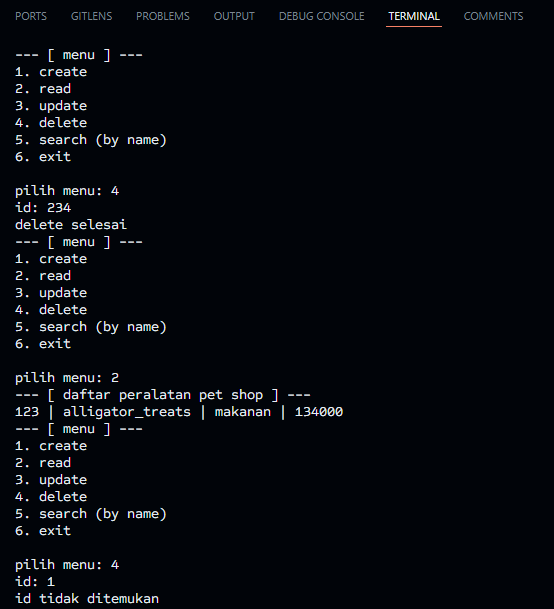 PORTS GITLENS PROBLEMS OUTPUT DEBUG CONSOLE TERMINAL COMMENTS
--- [ menu ] ---
1. create
2. read
3. update
4. delete
5. search (by name)
6. exit
pilih menu: 4
id: 234
delete selesai
--- [ menu ] ---
1. create
2. read
3. update
4. delete
5. search (by name)
6. exit
pilih menu: 2
--- [ daftar peralatan pet shop ] ---
123 | alligator_treats | makanan | 134000
--- [ menu ] ---
1. create
2. read
3. update
4. delete
5. search (by name)
6. exit
pilih menu: 4
id: 1
id tidak ditemukan